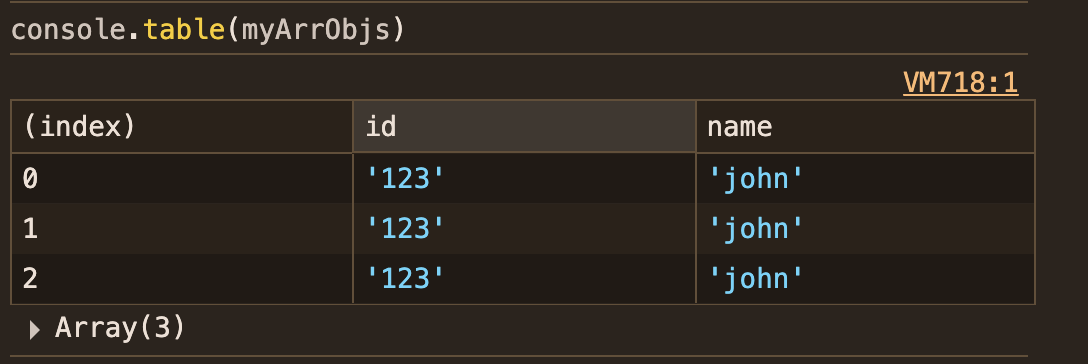 console.table(myArrObjs)
VM718:1
(index) id name
0 '123' 'john'
1 '123' 'john'
2 '123' 'john'
▸ Array(3)